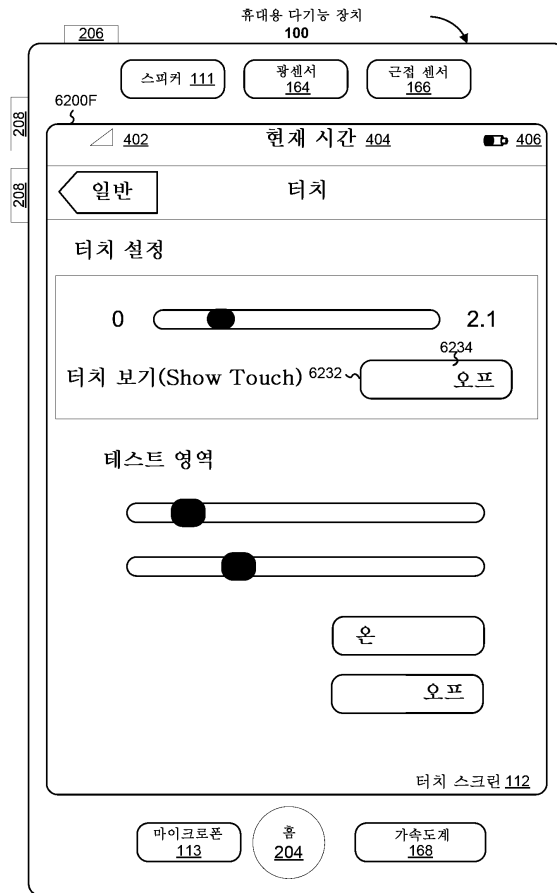 휴대용 다기능 장치
100
206
스피커 111
광센서
164
근접 센서
166
6200F
208
208
402
현재 시간 404
406
일반
터치
터치 설정
0
2.1
터치 보기(Show Touch)
6232
6234
오프
테스트 영역
온
오프
터치 스크린 112
마이크로폰
113
홈
204
가속도계
168